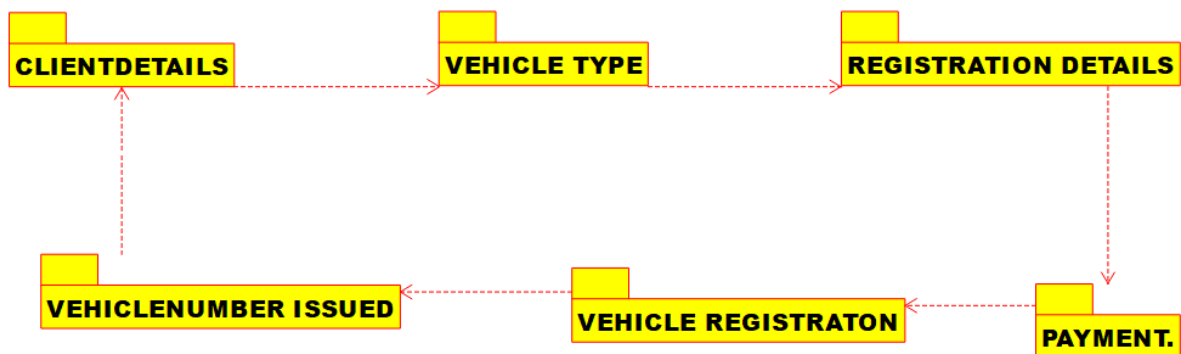 CLIENTDETAILS
VEHICLE TYPE
REGISTRATION DETAILS
VEHICLENUMBER ISSUED
VEHICLE REGISTRATON
PAYMENT.